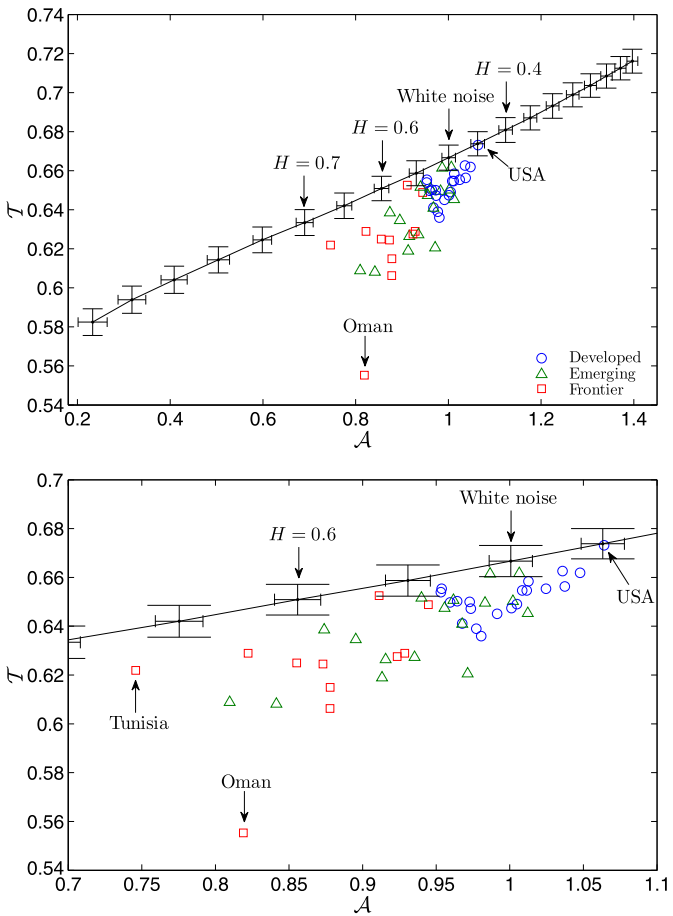 0.74
0.72
0.7
0.68
0.66
0.64
0.62
0.6
0.58
0.56
0.54
𝒯
H = 0.7
H = 0.6
White noise
H = 0.4
USA
Oman
Developed
Emerging
Frontier
0.2 0.4 0.6 0.8 1 1.2 1.4
𝒜
0.7
0.68
0.66
0.64
0.62
0.6
0.58
0.56
0.54
𝒯
White noise
H = 0.6
USA
Tunisia
Oman
0.7 0.75 0.8 0.85 0.9 0.95 1 1.05 1.1
𝒜